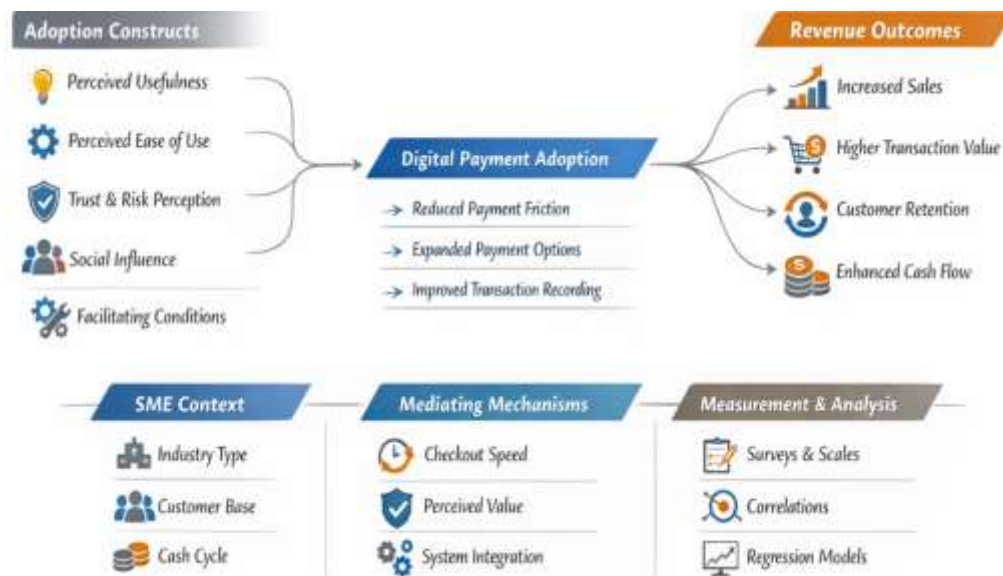 Adoption Constructs
Perceived Usefulness
Perceived Ease of Use
Trust & Risk Perception
Social Influence
Facilitating Conditions
Digital Payment Adoption
Reduced Payment Friction
Expanded Payment Options
Improved Transaction Recording
Revenue Outcomes
Increased Sales
Higher Transaction Value
Customer Retention
Enhanced Cash Flow
SME Context
Industry Type
Customer Base
Cash Cycle
Mediating Mechanisms
Checkout Speed
Perceived Value
System Integration
Measurement & Analysis
Surveys & Scales
Correlations
Regression Models